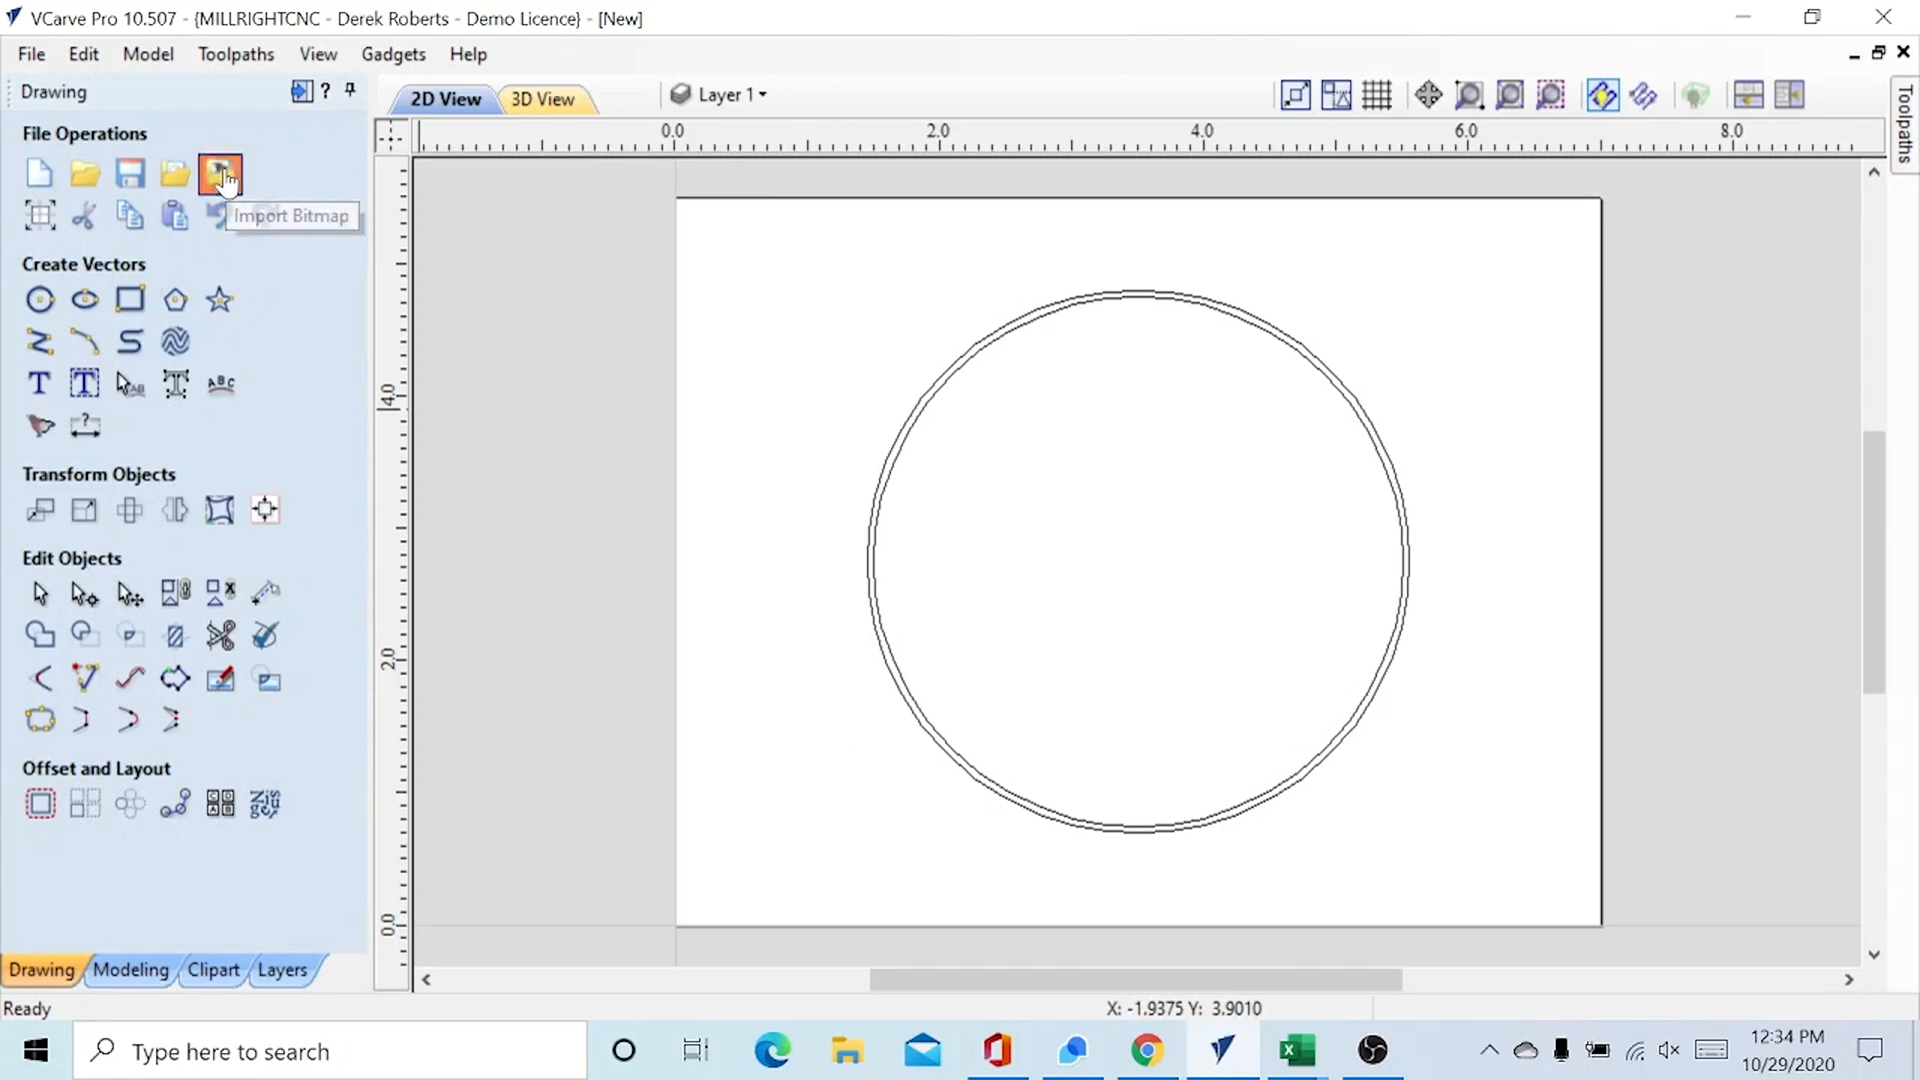 VCarve Pro 10.507 - {MILLRIGHTCNC - Derek Roberts - Demo Licence} - [New]
File Edit Model Toolpaths View Gadgets Help
Drawing
2D View 3D View Layer 1
Toolpaths
0.0 2.0 4.0 6.0 8.0
File Operations
Import Bitmap
Create Vectors
4.0
Transform Objects
Edit Objects
2.0
Offset and Layout
0.0
Drawing Modeling Clipart Layers
Ready
X: -1.9375 Y: 3.9010
Type here to search
12:34 PM
10/29/2020